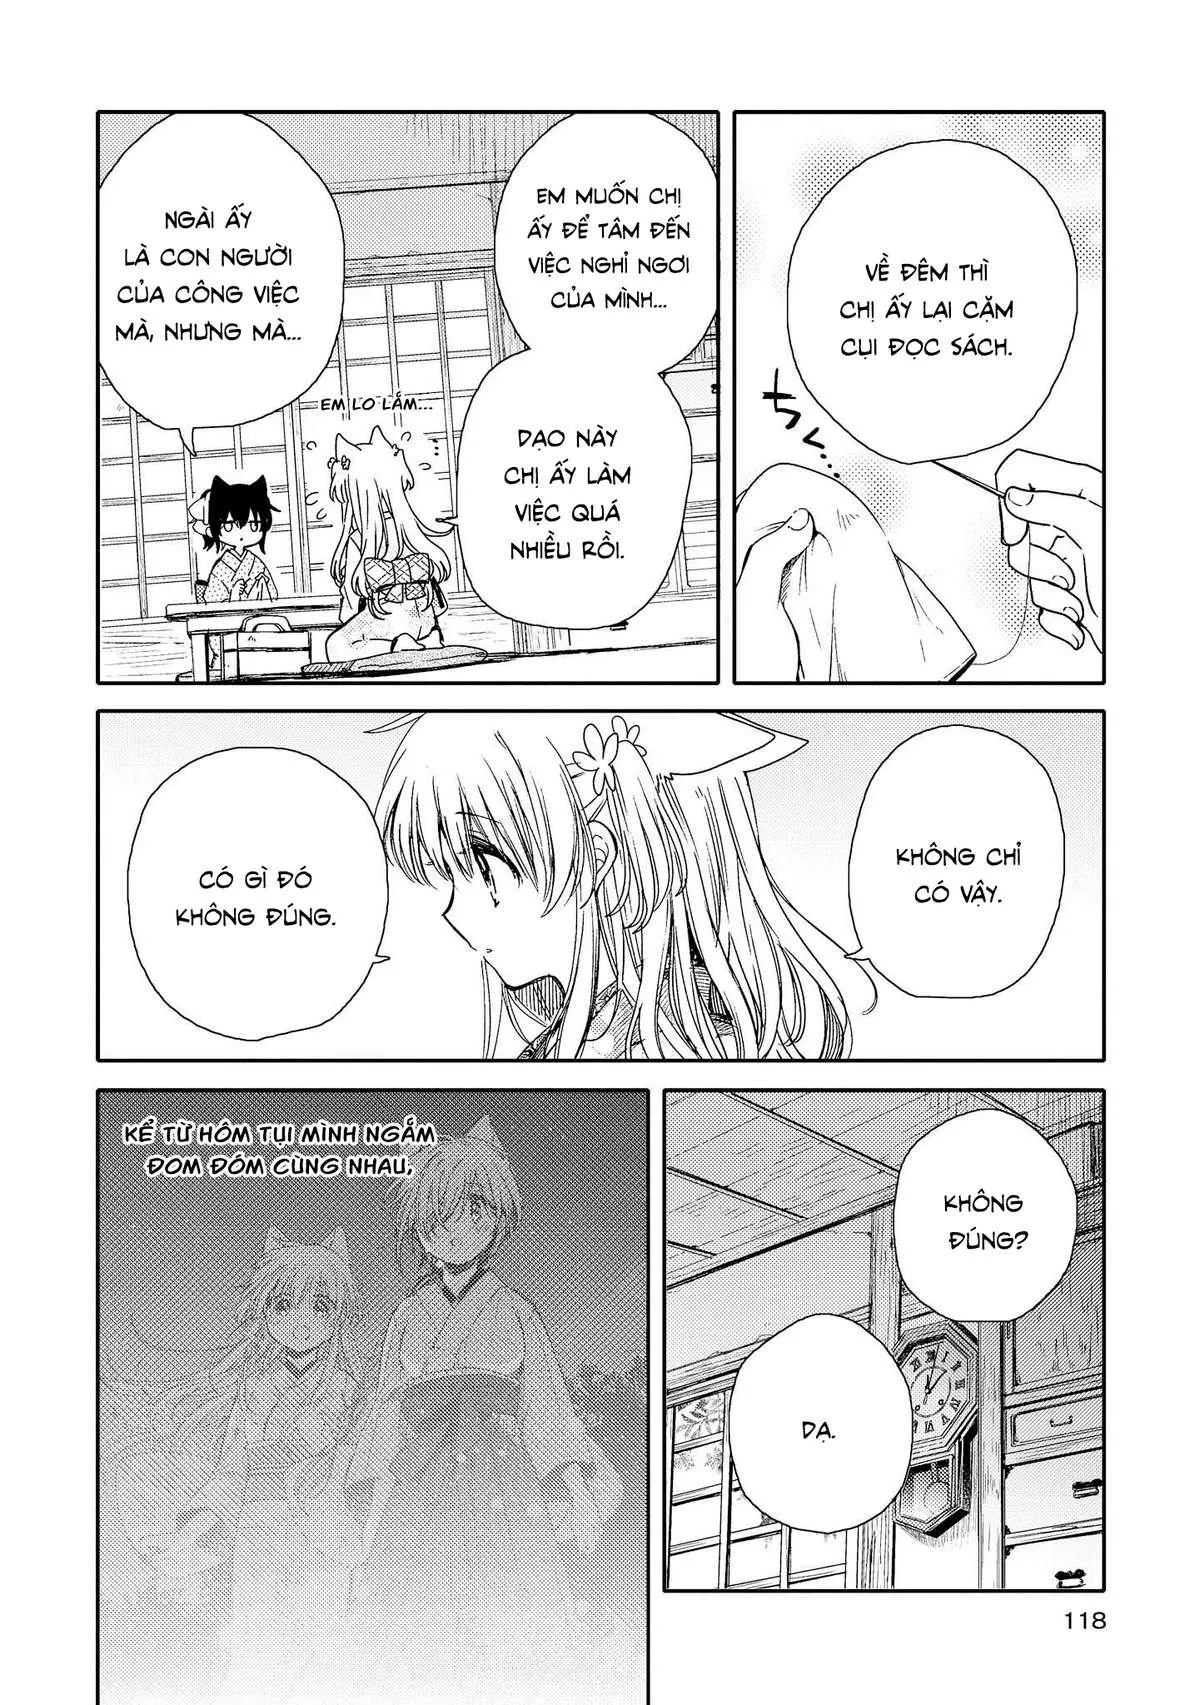 VỀ ĐÊM THÌ
CHỊ ẤY LẠI CẶM
CỤI ĐỌC SÁCH.
EM MUỐN CHỊ
ẤY ĐỂ TÂM ĐẾN
VIỆC NGHỈ NGƠI
CỦA MÌNH...
DẠO NÀY
CHỊ ẤY LÀM
VIỆC QUÁ
NHIỀU RỒI.
EM LO LẮM...
NGÀI ẤY
LÀ CON NGƯỜI
CỦA CÔNG VIỆC
MÀ, NHƯNG MÀ...
KHÔNG CHỈ
CÓ VẬY.
CÓ GÌ ĐÓ
KHÔNG ĐÚNG.
KHÔNG
ĐÚNG?
DẠ.
KỂ TỪ HÔM TỤI MÌNH NGẮM
ĐOM ĐÓM CÙNG NHAU,
118